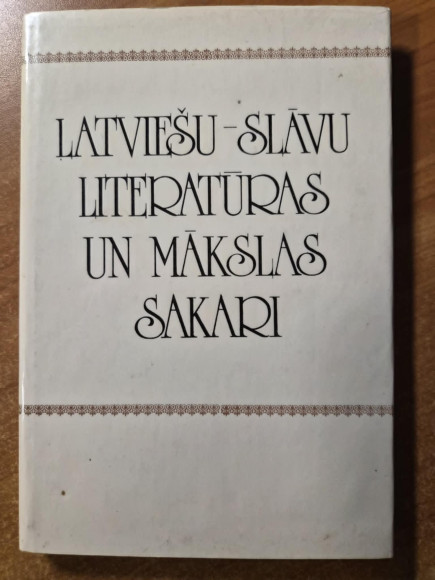 LATVIEŠU-SLĀVU
LITERATŪRAS
UN MĀKSLAS
SAKARI